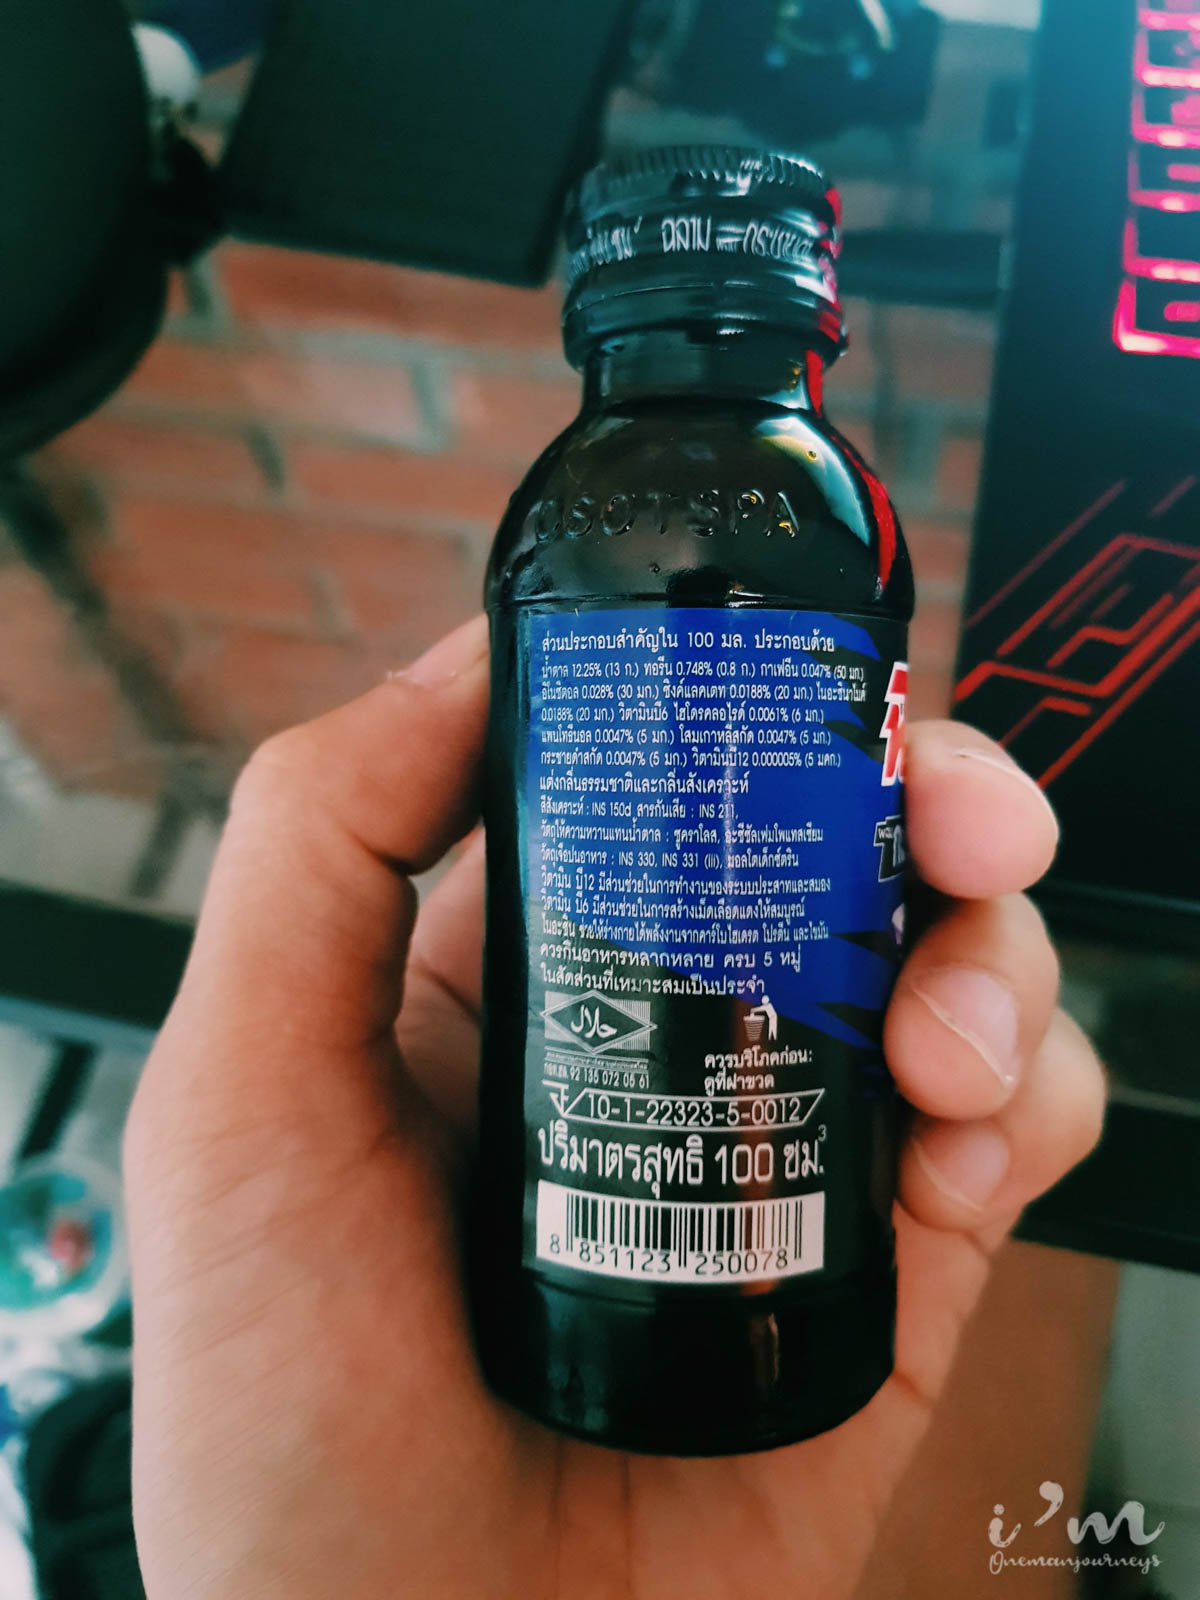 ฉลาม
OSOTSPA
ส่วนประกอบสำคัญใน 100 มล. ประกอบด้วย
น้ำตาล 12.25% (13 ก.) ทอรีน 0.748% (0.8 ก.) กาเฟอีน 0.047% (50 มก.)
อิโนซิตอล 0.028% (30 มก.) ซิงค์แลคเตท 0.0188% (20 มก.) ไนอะซินาไมด์
0.0188% (20 มก.) วิตามินบี6 ไฮโดรคลอไรด์ 0.0061% (6 มก.)
แพนโทธีนอล 0.0047% (5 มก.) โสมเกาหลีสกัด 0.0047% (5 มก.)
กระชายดำสกัด 0.0047% (5 มก.) วิตามินบี12 0.000005% (5 มคก.)
แต่งกลิ่นธรรมชาติและกลิ่นสังเคราะห์
สีสังเคราะห์ : INS 150d สารกันเสีย : INS 211,
วัตถุให้ความหวานแทนน้ำตาล : ซูคราโลส, อะซีซัลเฟมโพแทสเซียม
วัตถุเจือปนอาหาร : INS 330, INS 331 (iii), มอลโตเด็กซ์ตริน
วิตามิน บี12 มีส่วนช่วยในการทำงานของระบบประสาทและสมอง
วิตามิน บี6 มีส่วนช่วยในการสร้างเม็ดเลือดแดงให้สมบูรณ์
ไนอะซิน ช่วยให้ร่างกายได้พลังงานจากคาร์โบไฮเดรต โปรตีน และไขมัน
ควรกินอาหารหลากหลาย ครบ 5 หมู่
ในสัดส่วนที่เหมาะสมเป็นประจำ
حلال
กอท.ฮล. 92 135 072 05 61
ควรบริโภคก่อน:
ดูที่ฝาขวด
10-1-22323-5-0012
ปริมาตรสุทธิ 100 ซม.³
8 851123 250078
i'm
Onemanjourneys